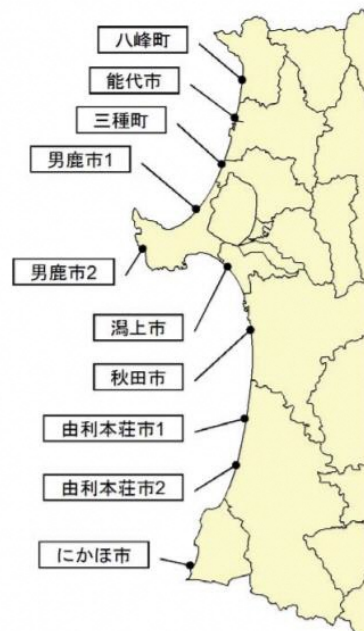 八峰町
能代市
三種町
男鹿市1
男鹿市2
潟上市
秋田市
由利本荘市1
由利本荘市2
にかほ市